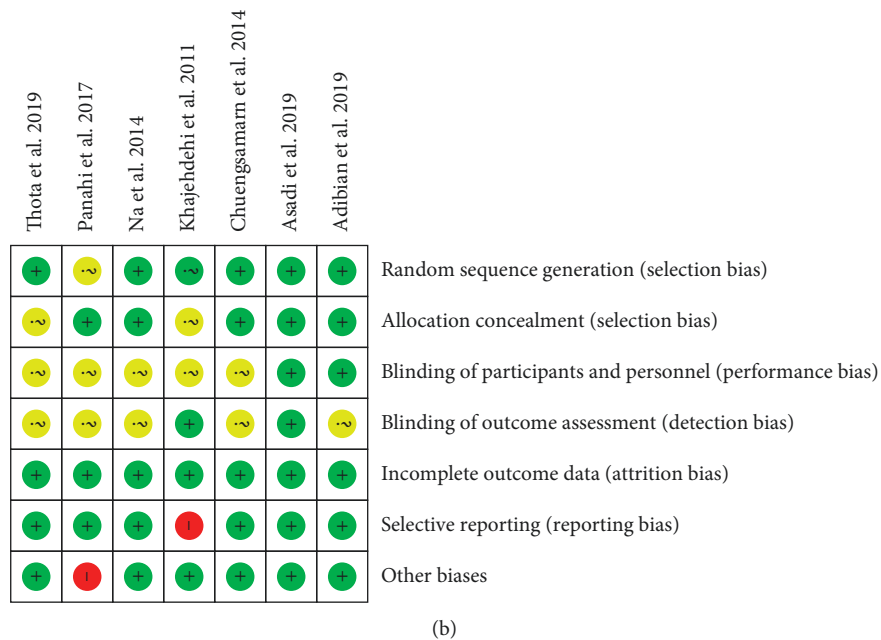 Thota et al. 2019
Panahi et al. 2017
Na et al. 2014
Khajehdehi et al. 2011
Chuengsamarn et al. 2014
Asadi et al. 2019
Adibian et al. 2019
+ ? + ? + + + Random sequence generation (selection bias)
? + + ? + + + Allocation concealment (selection bias)
? ? ? ? ? + + Blinding of participants and personnel (performance bias)
? ? ? + ? + ? Blinding of outcome assessment (detection bias)
+ + + + + + + Incomplete outcome data (attrition bias)
+ + + – + + + Selective reporting (reporting bias)
+ – + + + + + Other biases
(b)